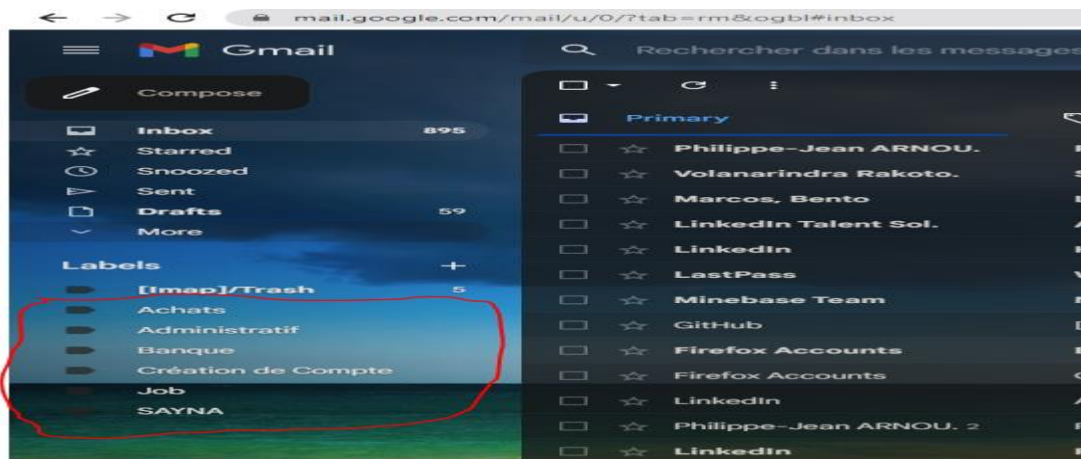 mail.google.com/mail/u/0/?tab=rm&ogbl#inbox
Gmail
Rechercher dans les messages
Compose
Inbox 895
Starred
Snoozed
Sent
Drafts 59
More
Labels +
[Imap]/Trash 5
Achats
Administratif
Banque
Création de Compte
Job
SAYNA
Primary
Philippe-Jean ARNOU.
Volanarindra Rakoto.
Marcos, Bento
LinkedIn Talent Sol.
LinkedIn
LastPass
Minebase Team
GitHub
Firefox Accounts
Firefox Accounts
LinkedIn
Philippe-Jean ARNOU. 2
LinkedIn